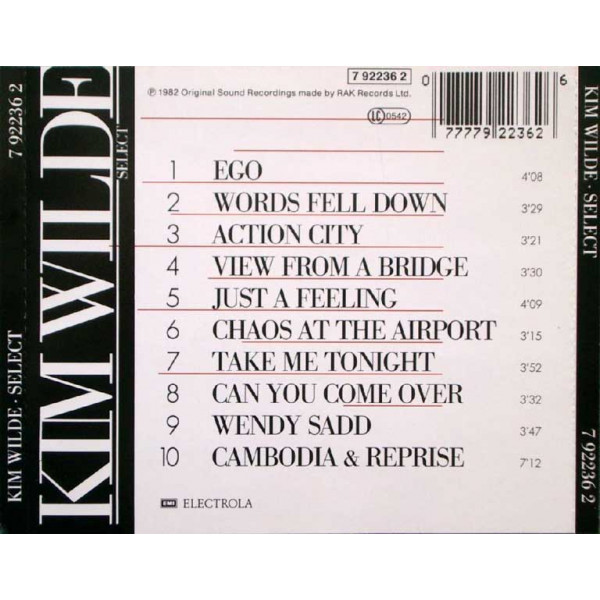 KIM WILDE · SELECT 7 92236 2
KIM WILDE
SELECT
7 92236 2
℗ 1982 Original Sound Recordings made by RAK Records Ltd.
LC 0542
0 77779 22362 6
1 EGO 4'08
2 WORDS FELL DOWN 3'29
3 ACTION CITY 3'21
4 VIEW FROM A BRIDGE 3'30
5 JUST A FEELING 4'09
6 CHAOS AT THE AIRPORT 3'15
7 TAKE ME TONIGHT 3'52
8 CAN YOU COME OVER 3'32
9 WENDY SADD 3'47
10 CAMBODIA & REPRISE 7'12
EMI ELECTROLA
KIM WILDE · SELECT 7 92236 2